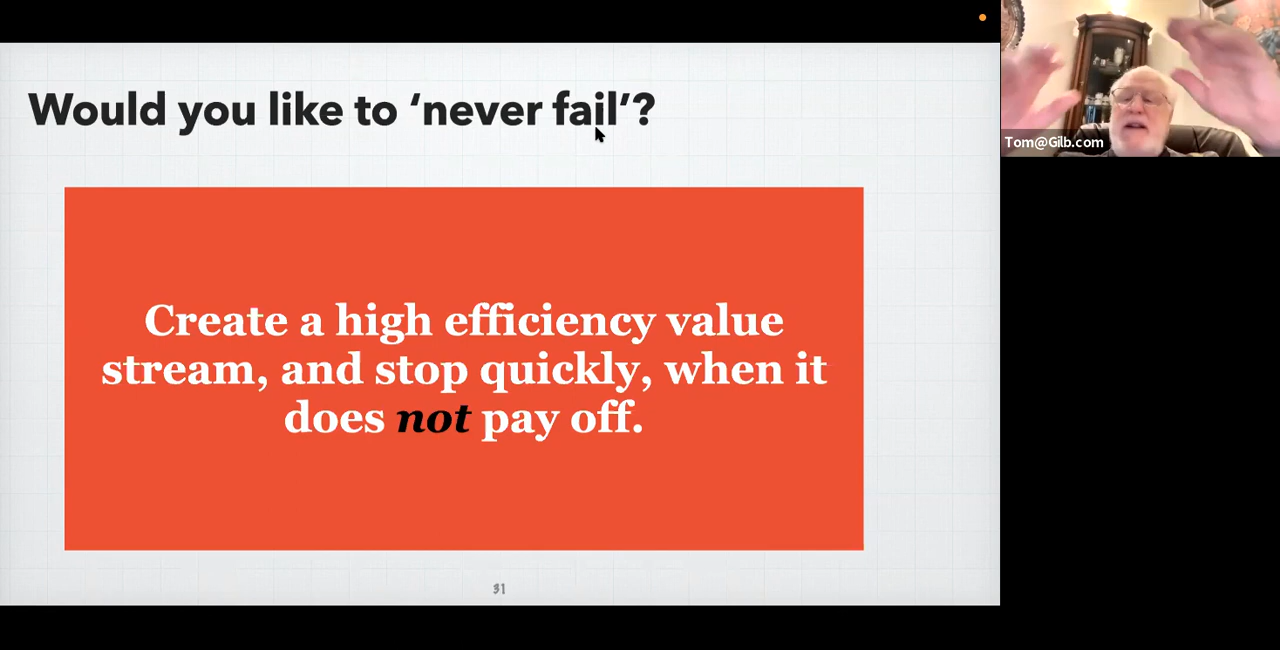 Would you like to ‘never fail’?
Tom@Gilb.com
Create a high efficiency value
stream, and stop quickly, when it
does not pay off.
31